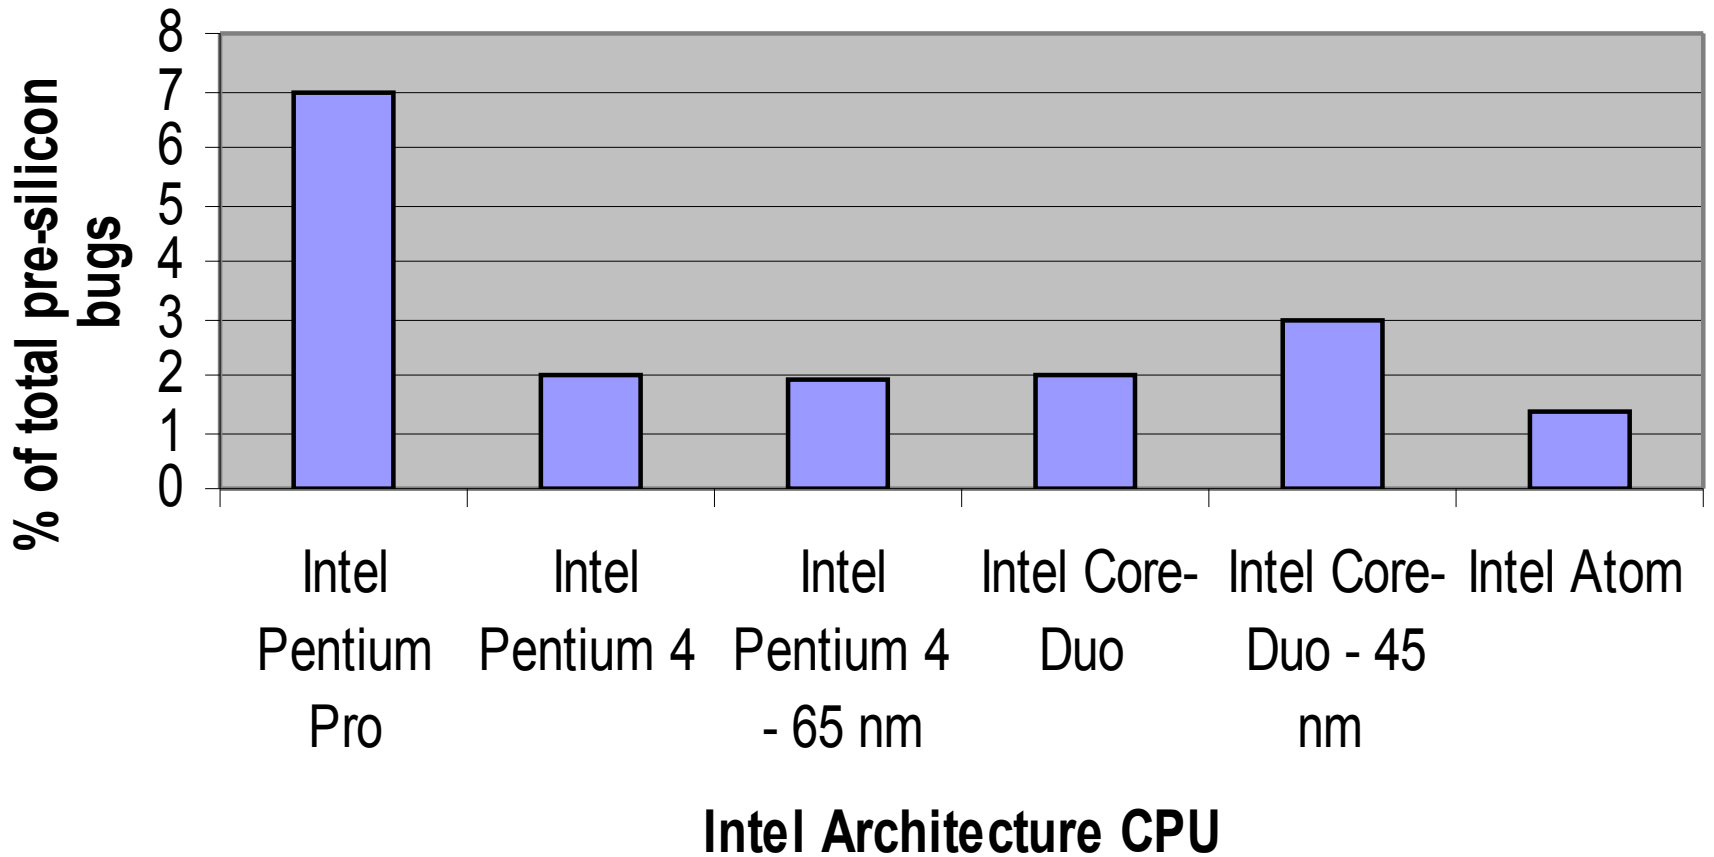 % of total pre-silicon
bugs
8
7
6
5
4
3
2
1
0
Intel
Pentium
Pro
Intel
Pentium 4
Intel
Pentium 4
- 65 nm
Intel Core-
Duo
Intel Core-
Duo - 45
nm
Intel Atom
Intel Architecture CPU